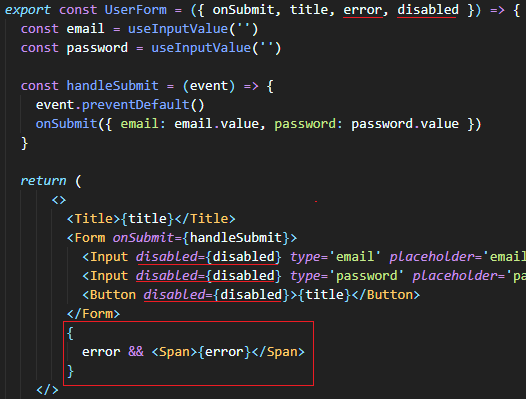 export const UserForm = ({ onSubmit, title, error, disabled }) => {
const email = useInputValue('')
const password = useInputValue('')
const handleSubmit = (event) => {
event.preventDefault()
onSubmit({ email: email.value, password: password.value })
}
return (
<>
<Title>{title}</Title>
<Form onSubmit={handleSubmit}>
<Input disabled={disabled} type='email' placeholder='email
<Input disabled={disabled} type='password' placeholder='pa
<Button disabled={disabled}>{title}</Button>
</Form>
{
error && <Span>{error}</Span>
}
</>